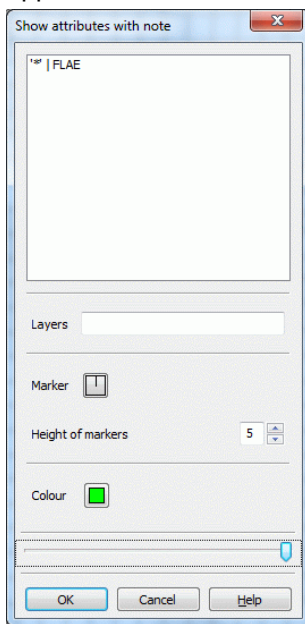 Show attributes with note
'*' | FLAE
Layers
Marker
Height of markers 5
Colour
OK Cancel Help